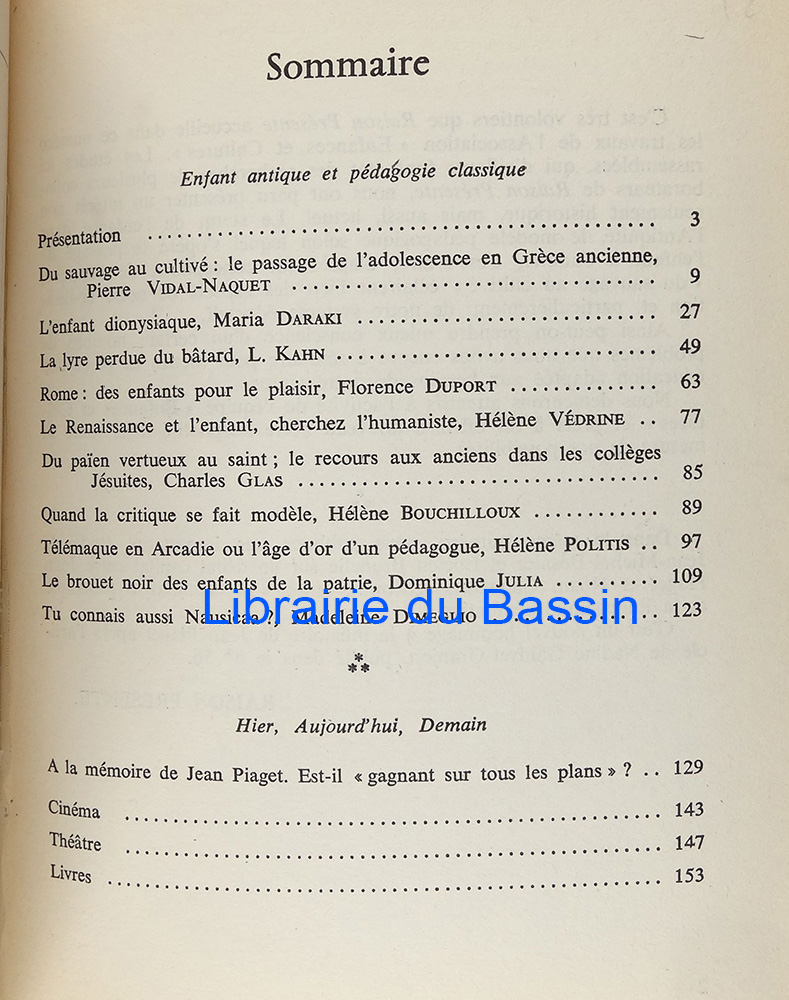 Sommaire
Enfant antique et pédagogie classique
Présentation ........................................ 3
Du sauvage au cultivé : le passage de l'adolescence en Grèce ancienne,
Pierre VIDAL-NAQUET .................................. 9
L'enfant dionysiaque, Maria DARAKI ............................ 27
La lyre perdue du bâtard, L. KAHN .............................. 49
Rome : des enfants pour le plaisir, Florence DUPORT .............. 63
Le Renaissance et l'enfant, cherchez l'humaniste, Hélène VÉDRINE .. 77
Du païen vertueux au saint ; le recours aux anciens dans les collèges
Jésuites, Charles GLAS .................................. 85
Quand la critique se fait modèle, Hélène BOUCHILLOUX ............ 89
Télémaque en Arcadie ou l'âge d'or d'un pédagogue, Hélène POLITIS .. 97
Le brouet noir des enfants de la patrie, Dominique JULIA .......... 109
Tu connais aussi Nausicaa ?, Madeleine DIMEGLIO ................ 123
Librairie du Bassin
Hier, Aujourd'hui, Demain
A la mémoire de Jean Piaget. Est-il « gagnant sur tous les plans » ? .. 129
Cinéma .................................................. 143
Théâtre .................................................. 147
Livres .................................................... 153